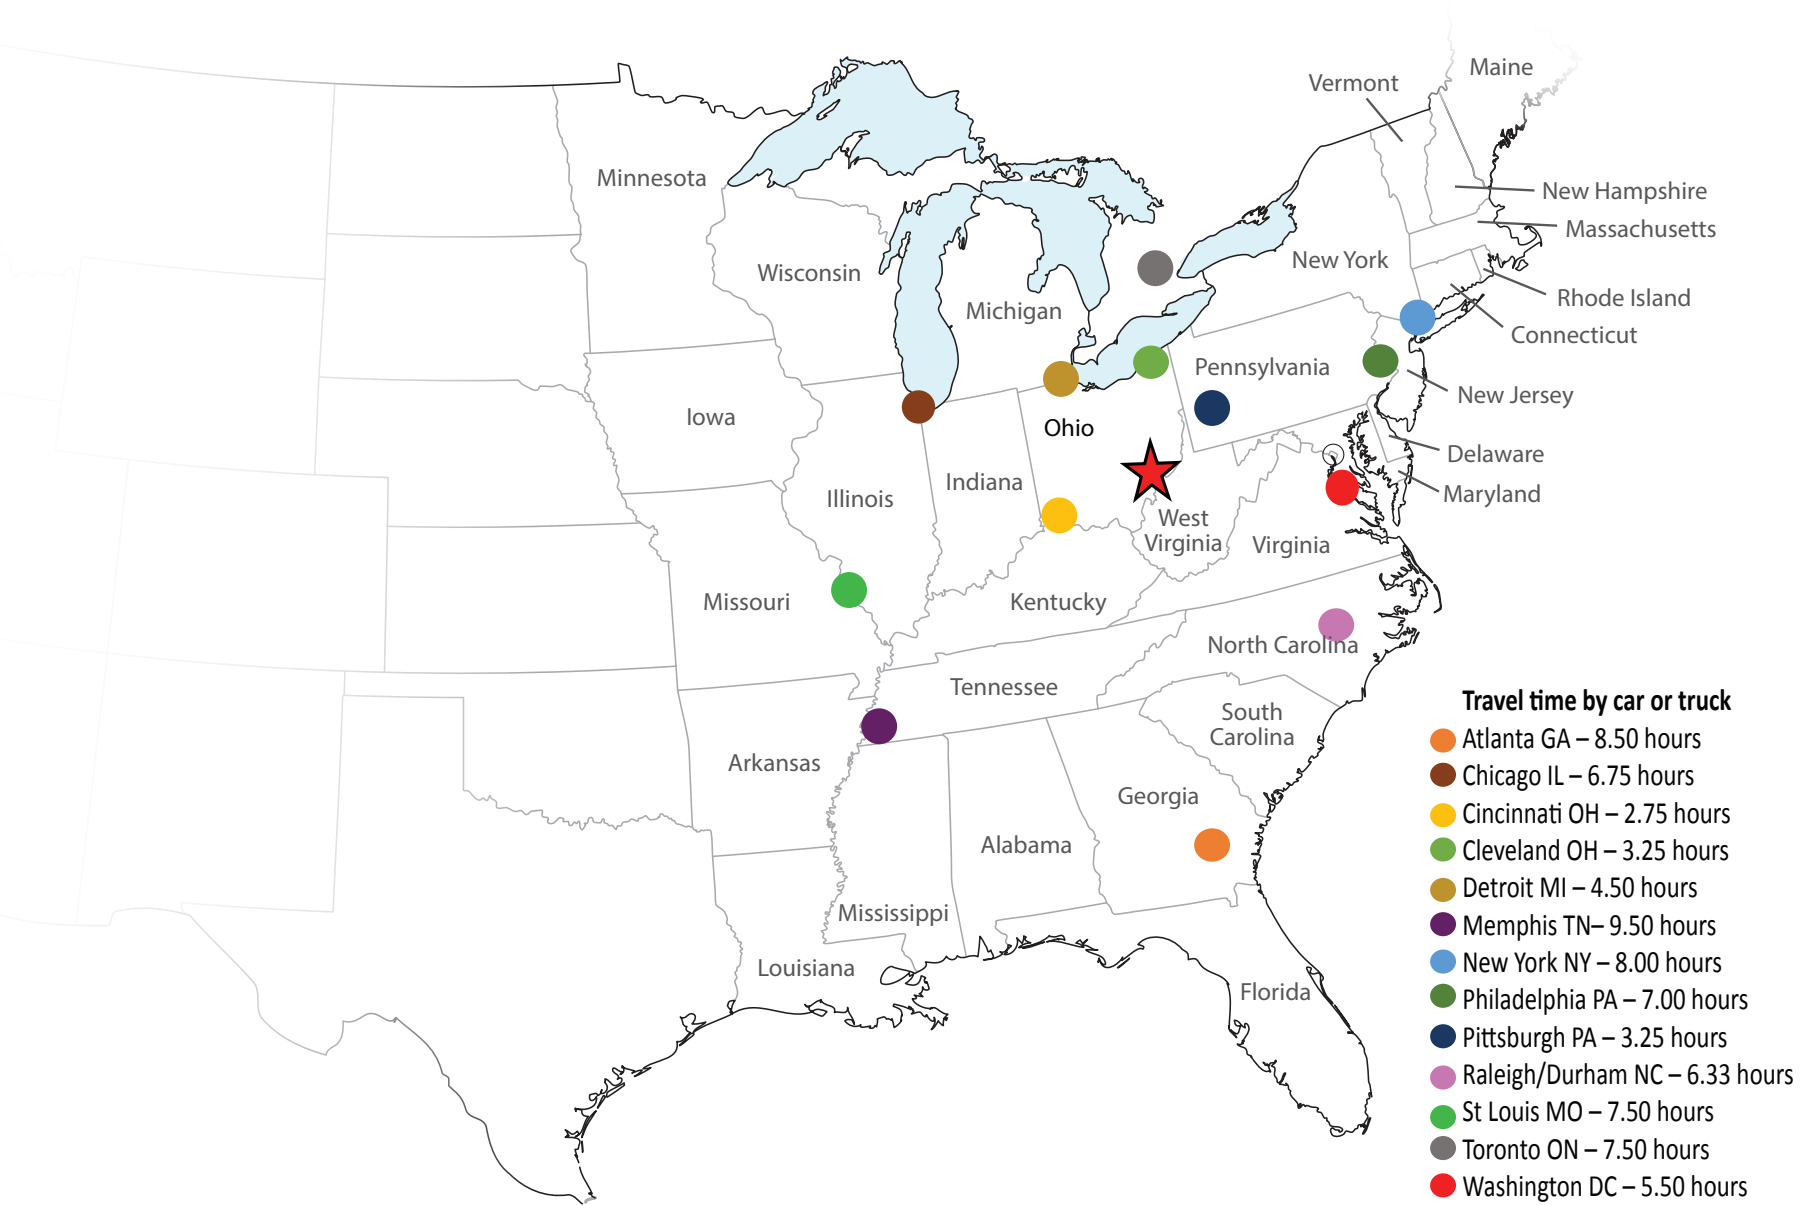 Maine
Vermont
Minnesota
New Hampshire
Massachusetts
Wisconsin
New York
Michigan
Rhode Island
Connecticut
Pennsylvania
New Jersey
Iowa
Ohio
Delaware
Indiana
Illinois
Maryland
West
Virginia
Virginia
Missouri
Kentucky
North Carolina
Tennessee
South
Carolina
Arkansas
Georgia
Alabama
Mississippi
Louisiana
Florida
Travel time by car or truck
Atlanta GA – 8.50 hours
Chicago IL – 6.75 hours
Cincinnati OH – 2.75 hours
Cleveland OH – 3.25 hours
Detroit MI – 4.50 hours
Memphis TN– 9.50 hours
New York NY – 8.00 hours
Philadelphia PA – 7.00 hours
Pittsburgh PA – 3.25 hours
Raleigh/Durham NC – 6.33 hours
St Louis MO – 7.50 hours
Toronto ON – 7.50 hours
Washington DC – 5.50 hours